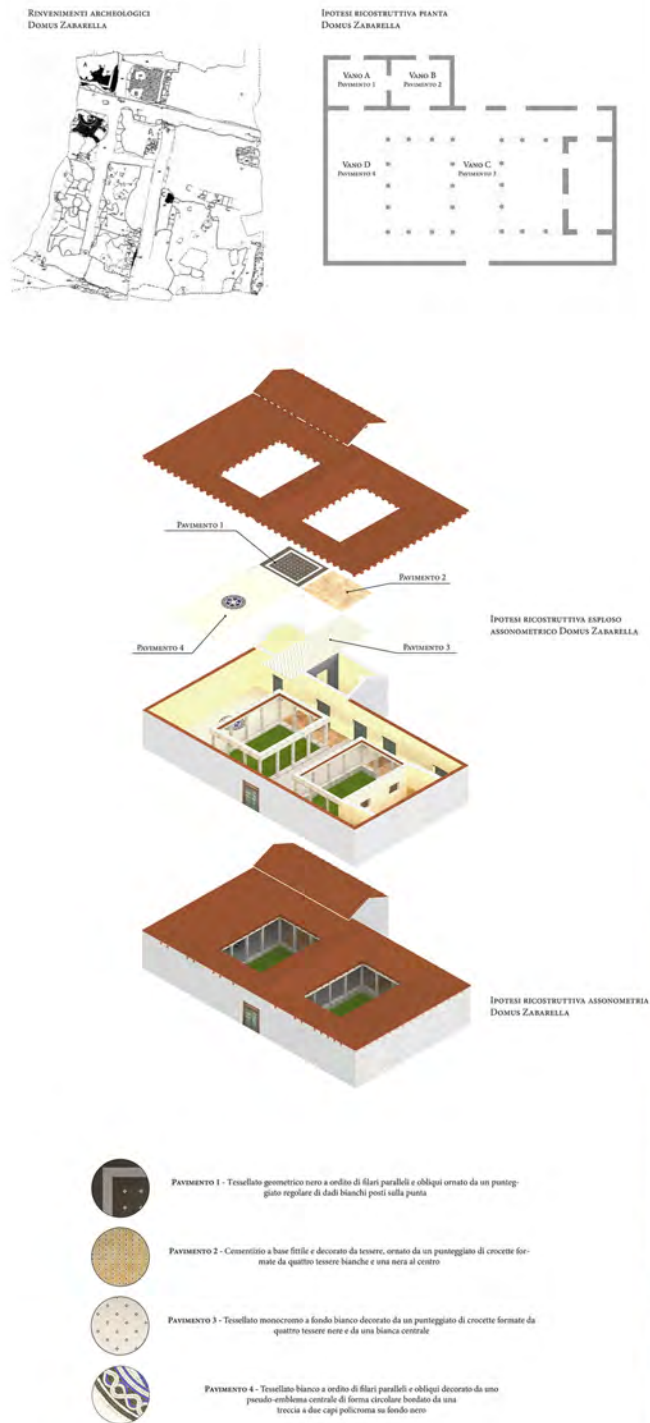 Rinvenimenti archeologici
Domus Zabarella
Ipotesi ricostruttiva pianta
Domus Zabarella
Vano A
Pavimento 1
Vano B
Pavimento 2
Vano D
Pavimento 4
Vano C
Pavimento 3
Pavimento 1
Pavimento 2
Pavimento 4
Pavimento 3
Ipotesi ricostruttiva esploso
assonometrico Domus Zabarella
Ipotesi ricostruttiva assonometria
Domus Zabarella
Pavimento 1 - Tessellato geometrico nero a ordito di filari paralleli e obliqui ornato da un punteg-
giato regolare di dadi bianchi posti sulla punta
Pavimento 2 - Cementizio a base fittile e decorato da tessere, ornato da un punteggiato di crocette for-
mate da quattro tessere bianche e una nera al centro
Pavimento 3 - Tessellato monocromo a fondo bianco decorato da un punteggiato di crocette formate da
quattro tessere nere e da una bianca centrale
Pavimento 4 - Tessellato bianco a ordito di filari paralleli e obliqui decorato da uno
pseudo-emblema centrale di forma circolare bordato da una
treccia a due capi policroma su fondo nero